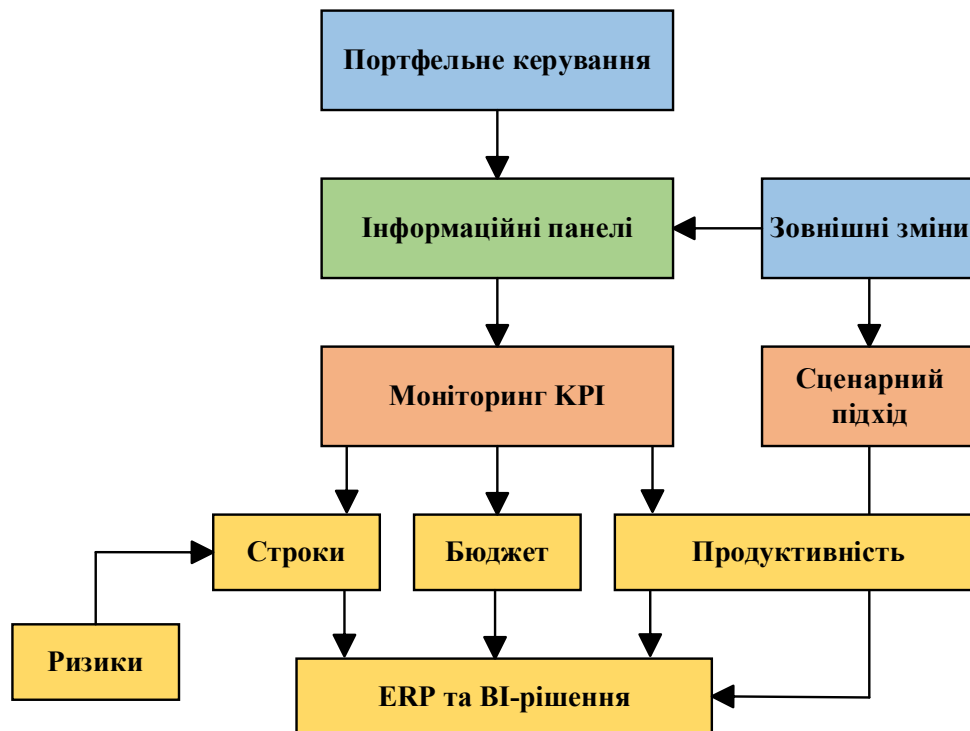 Портфельне керування
Інформаційні панелі
Зовнішні зміни
Моніторинг KPI
Сценарний
підхід
Строки
Бюджет
Продуктивність
Ризики
ERP та BI-рішення